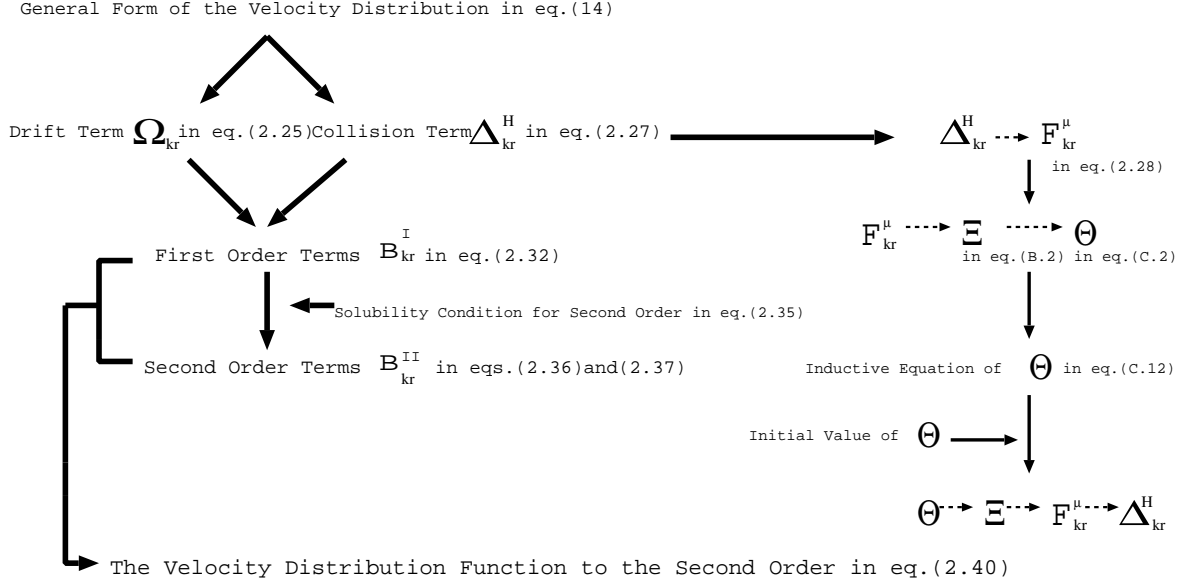 General Form of the Velocity Distribution in eq.(14)
Drift Term Ω_kr in eq.(2.25) Collision Term Δ^H_kr in eq.(2.27)
Δ^H_kr F^μ_kr
in eq.(2.28)
F^μ_kr Ξ Θ
in eq.(B.2) in eq.(C.2)
First Order Terms B^I_kr in eq.(2.32)
Solubility Condition for Second Order in eq.(2.35)
Second Order Terms B^II_kr in eqs.(2.36)and(2.37)
Inductive Equation of Θ in eq.(C.12)
Initial Value of Θ
Θ Ξ F^μ_kr Δ^H_kr
The Velocity Distribution Function to the Second Order in eq.(2.40)